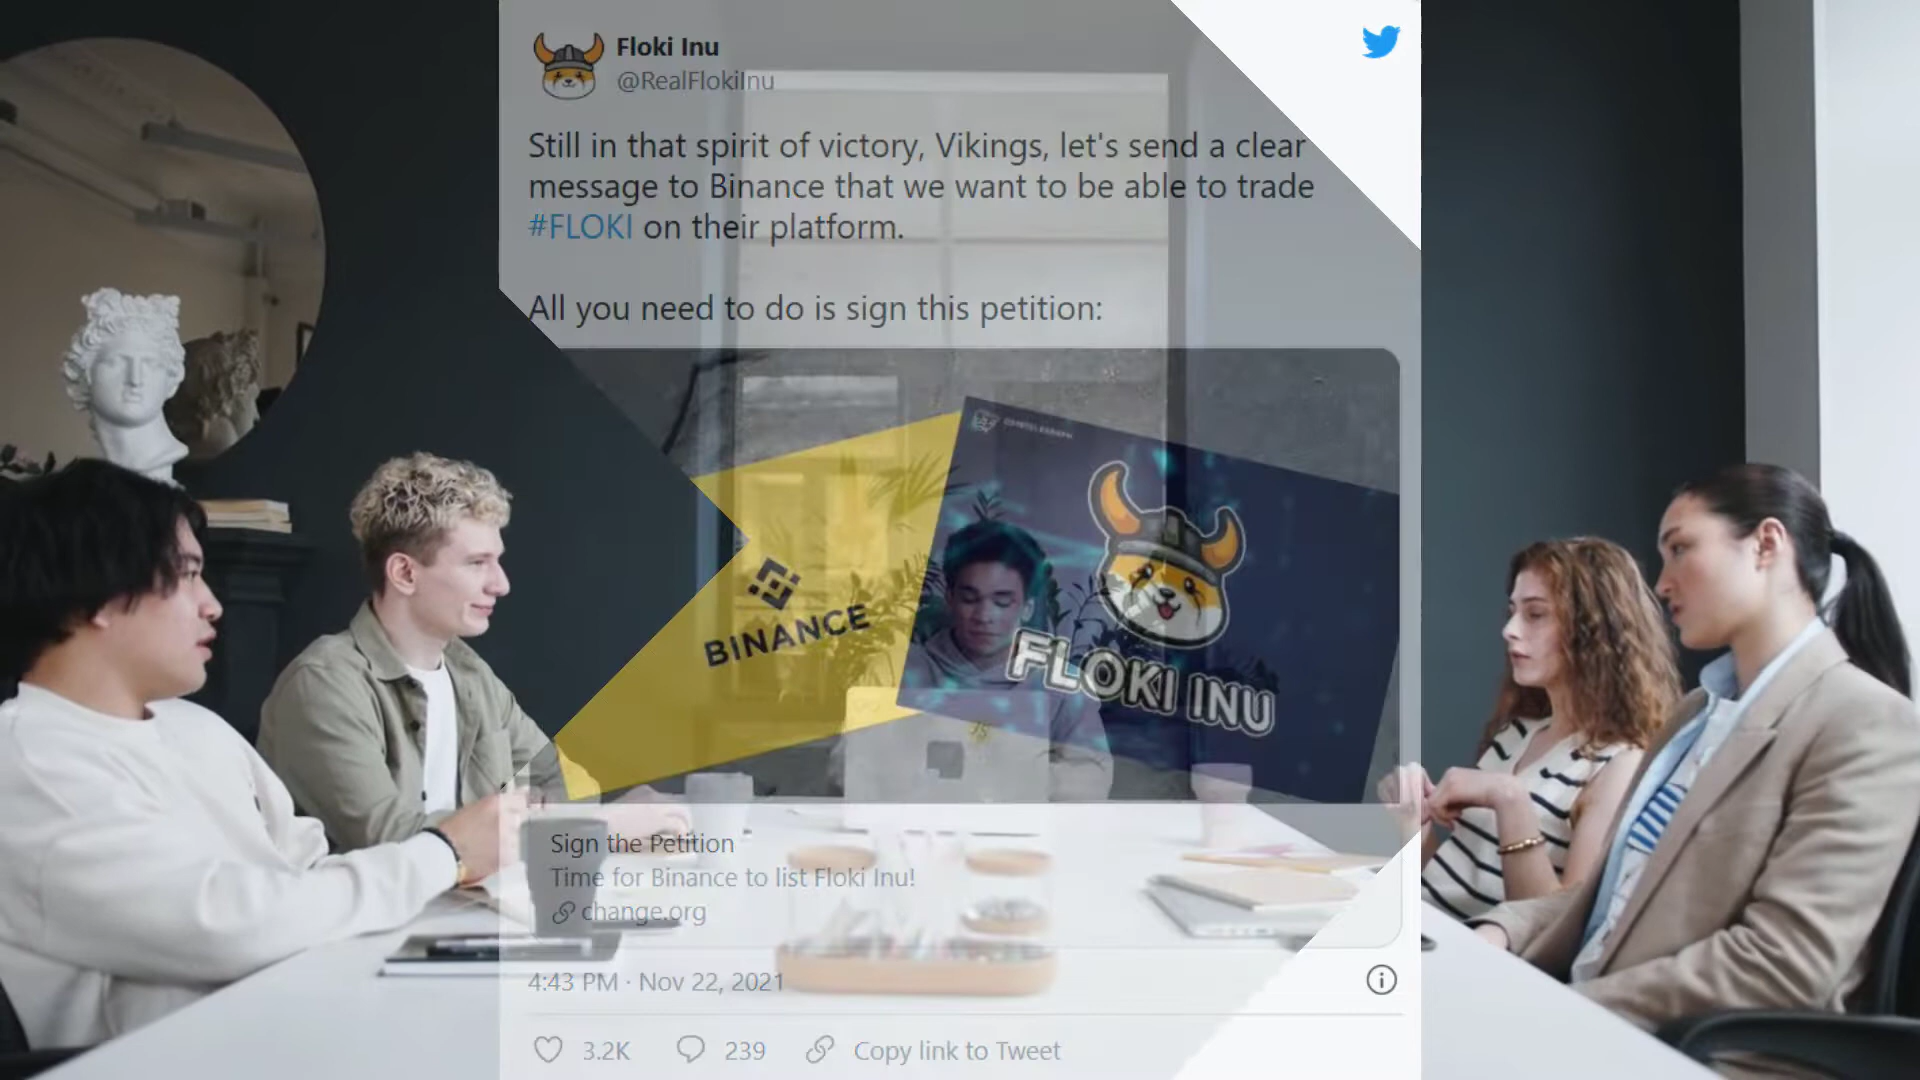 Floki Inu
@RealFlokiInu
Still in that spirit of victory, Vikings, let's send a clear
message to Binance that we want to be able to trade
#FLOKI on their platform.
All you need to do is sign this petition:
BINANCE
FLOKI INU
Sign the Petition
Time for Binance to list Floki Inu!
change.org
4:43 PM · Nov 22, 2021
3.2K
239
Copy link to Tweet